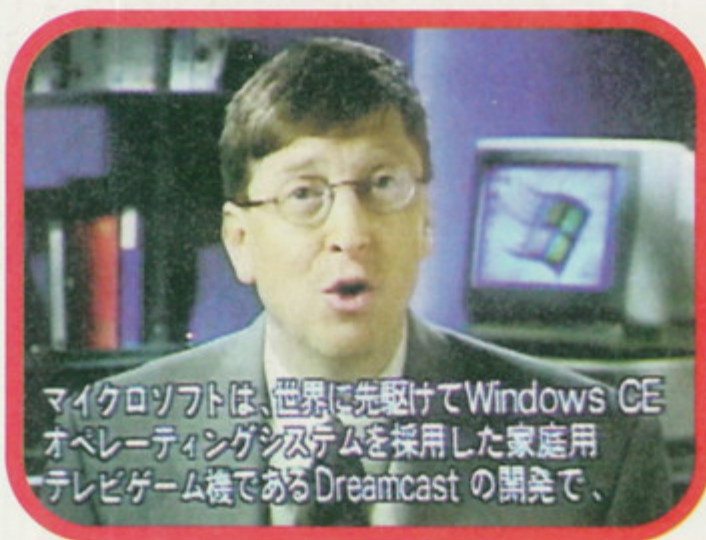 マイクロソフトは、世界に先駆けてWindows CE
オペレーティングシステムを採用した家庭用
テレビゲーム機であるDreamcast の開発で、